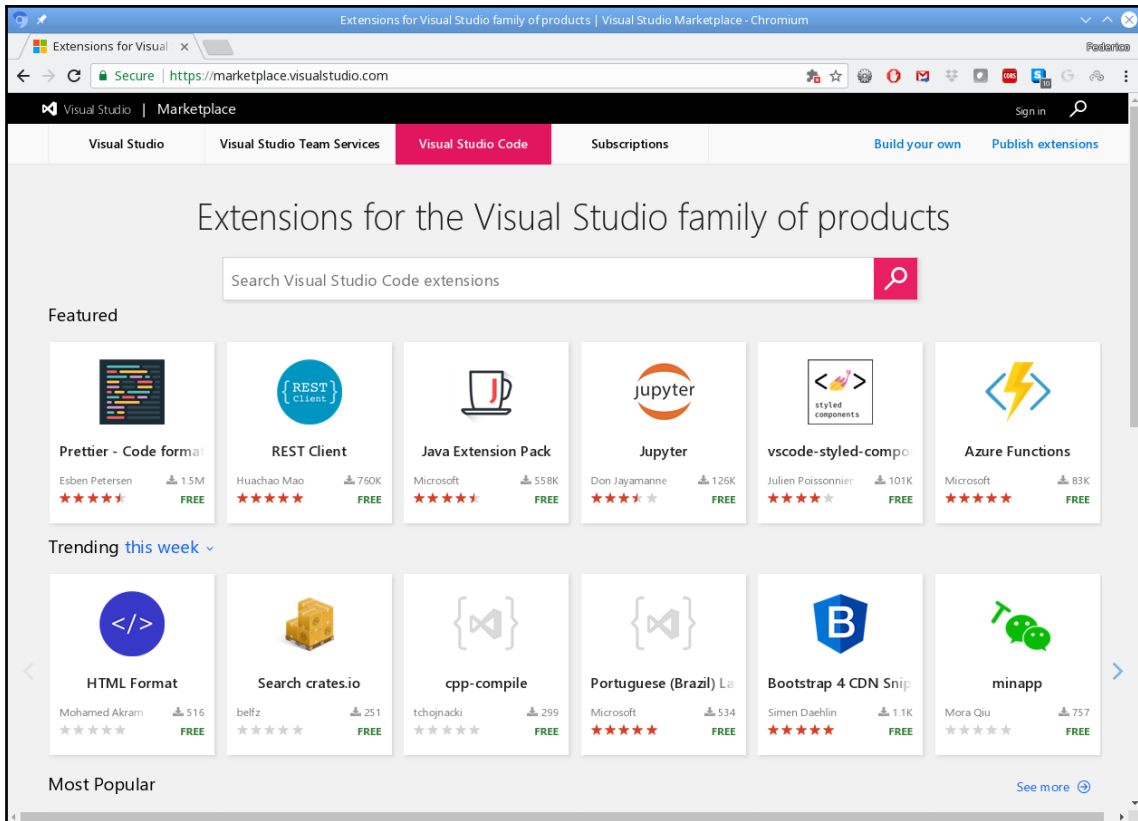 Extensions for Visual Studio family of products | Visual Studio Marketplace - Chromium
Extensions for Visual
Federico
Secure | https://marketplace.visualstudio.com
CORS
S
10
G
Visual Studio | Marketplace
Sign in
Visual Studio
Visual Studio Team Services
Visual Studio Code
Subscriptions
Build your own
Publish extensions
Extensions for the Visual Studio family of products
Search Visual Studio Code extensions
Featured
{REST}
Client
J
jupyter
< >
styled
components
Prettier - Code format
REST Client
Java Extension Pack
Jupyter
vscode-styled-compo
Azure Functions
Esben Petersen 1.5M
Huachao Mao 760K
Microsoft 558K
Don Jayamanne 126K
Julien Poissonnier 101K
Microsoft 83K
FREE
FREE
FREE
FREE
FREE
FREE
Trending this week
</>
B
HTML Format
Search crates.io
cpp-compile
Portuguese (Brazil) La
Bootstrap 4 CDN Snip
minapp
Mohamed Akram 516
belfz 251
tchojnacki 299
Microsoft 534
Simen Daehlin 1.1K
Mora Qiu 757
FREE
FREE
FREE
FREE
FREE
FREE
Most Popular
See more